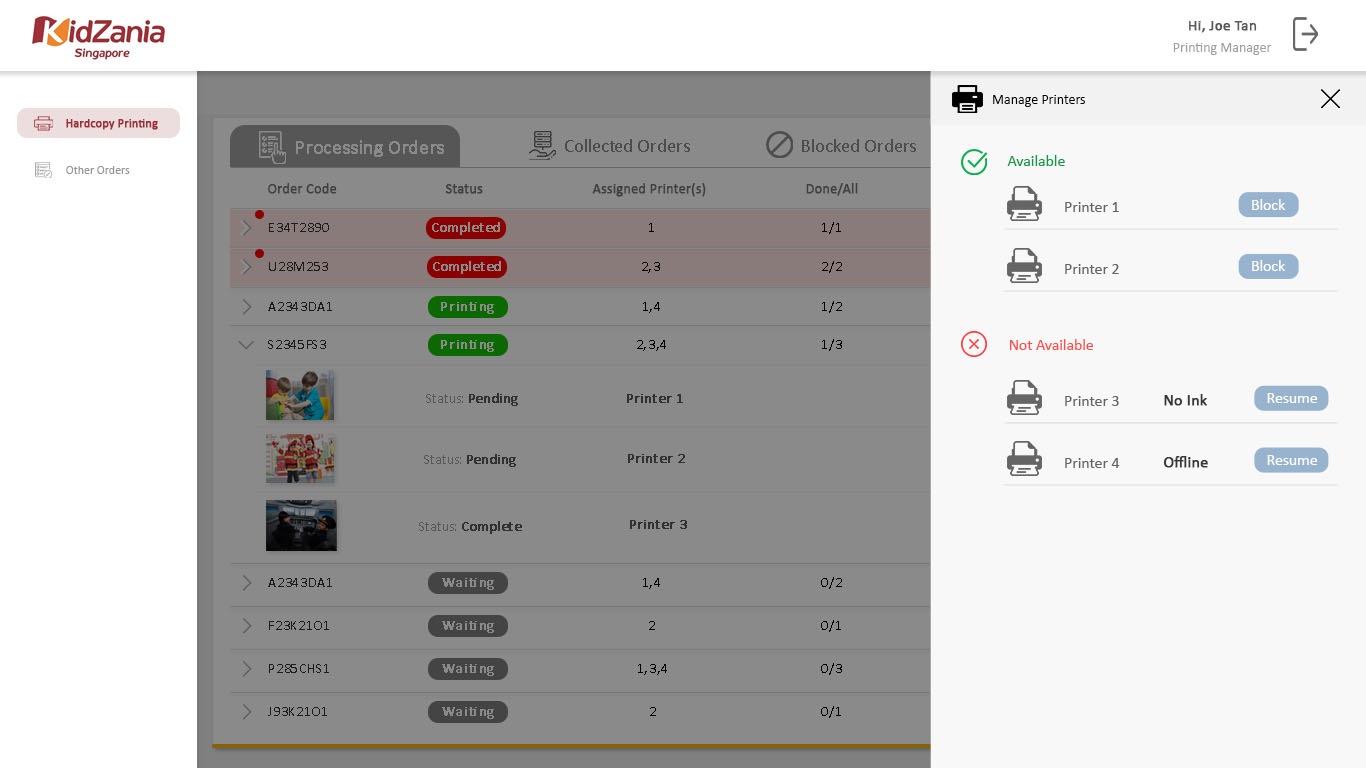 KidZania
Singapore
Hi, Joe Tan
Printing Manager
Hardcopy Printing
Other Orders
Processing Orders
Collected Orders
Blocked Orders
Order Code Status Assigned Printer(s) Done/All
E34T2890 Completed 1 1/1
U28M253 Completed 2,3 2/2
A2343DA1 Printing 1,4 1/2
S2345FS3 Printing 2,3,4 1/3
Status: Pending Printer 1
Status: Pending Printer 2
Status: Complete Printer 3
A2343DA1 Waiting 1,4 0/2
F23K21O1 Waiting 2 0/1
P285CHS1 Waiting 1,3,4 0/3
J93K21O1 Waiting 2 0/1
Manage Printers
Available
Printer 1 Block
Printer 2 Block
Not Available
Printer 3 No Ink Resume
Printer 4 Offline Resume